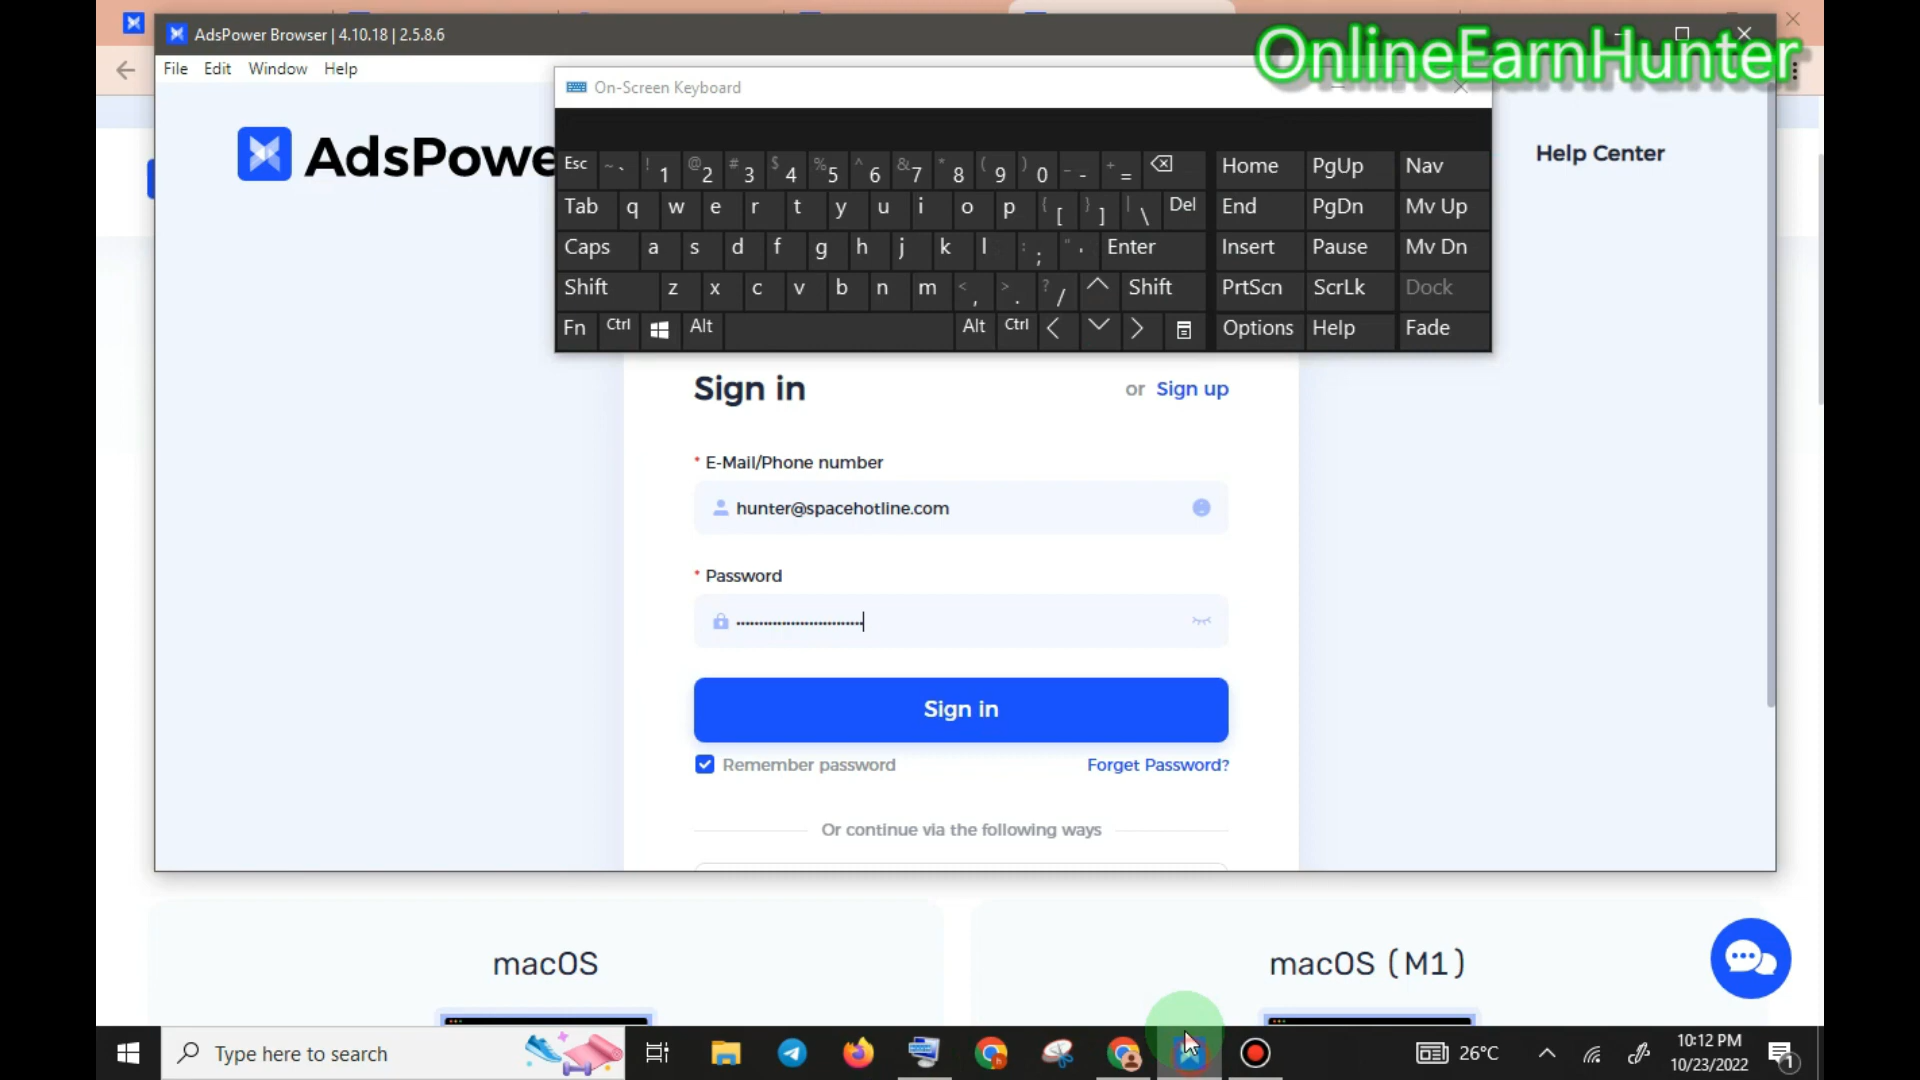 AdsPower Browser | 4.10.18 | 2.5.8.6
OnlineEarnHunter
File Edit Window Help
On-Screen Keyboard
AdsPowe
Help Center
Esc ~ ` ! 1 @ 2 # 3 $ 4 % 5 ^ 6 & 7 * 8 ( 9 ) 0 _ - + = Home PgUp Nav
Tab q w e r t y u i o p { [ } ] | \ Del End PgDn Mv Up
Caps a s d f g h j k l : ; " ' Enter Insert Pause Mv Dn
Shift z x c v b n m < , > . ? / Shift PrtScn ScrLk Dock
Fn Ctrl Alt Alt Ctrl Options Help Fade
Sign in or Sign up
* E-Mail/Phone number
hunter@spacehotline.com
* Password
Sign in
Remember password Forget Password?
Or continue via the following ways
macOS macOS (M1)
Type here to search
26°C
10:12 PM
10/23/2022
1